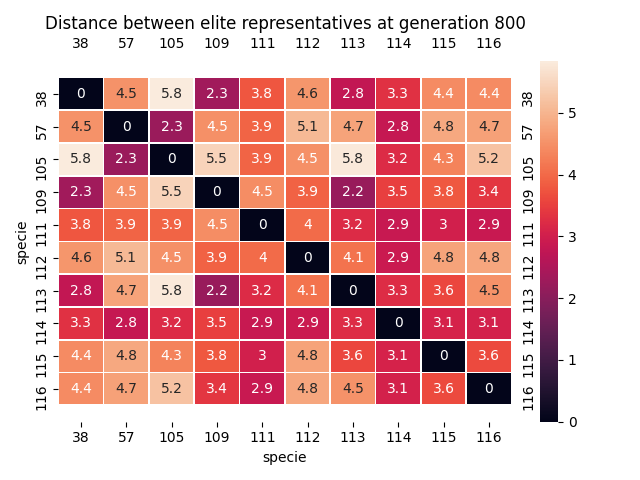 Distance between elite representatives at generation 800
38 57 105 109 111 112 113 114 115 116
38 0 4.5 5.8 2.3 3.8 4.6 2.8 3.3 4.4 4.4 38
57 4.5 0 2.3 4.5 3.9 5.1 4.7 2.8 4.8 4.7 57
105 5.8 2.3 0 5.5 3.9 4.5 5.8 3.2 4.3 5.2 105
109 2.3 4.5 5.5 0 4.5 3.9 2.2 3.5 3.8 3.4 109
111 3.8 3.9 3.9 4.5 0 4 3.2 2.9 3 2.9 111
112 4.6 5.1 4.5 3.9 4 0 4.1 2.9 4.8 4.8 112
113 2.8 4.7 5.8 2.2 3.2 4.1 0 3.3 3.6 4.5 113
114 3.3 2.8 3.2 3.5 2.9 2.9 3.3 0 3.1 3.1 114
115 4.4 4.8 4.3 3.8 3 4.8 3.6 3.1 0 3.6 115
116 4.4 4.7 5.2 3.4 2.9 4.8 4.5 3.1 3.6 0 116
38 57 105 109 111 112 113 114 115 116
specie
specie
5
4
3
2
1
0